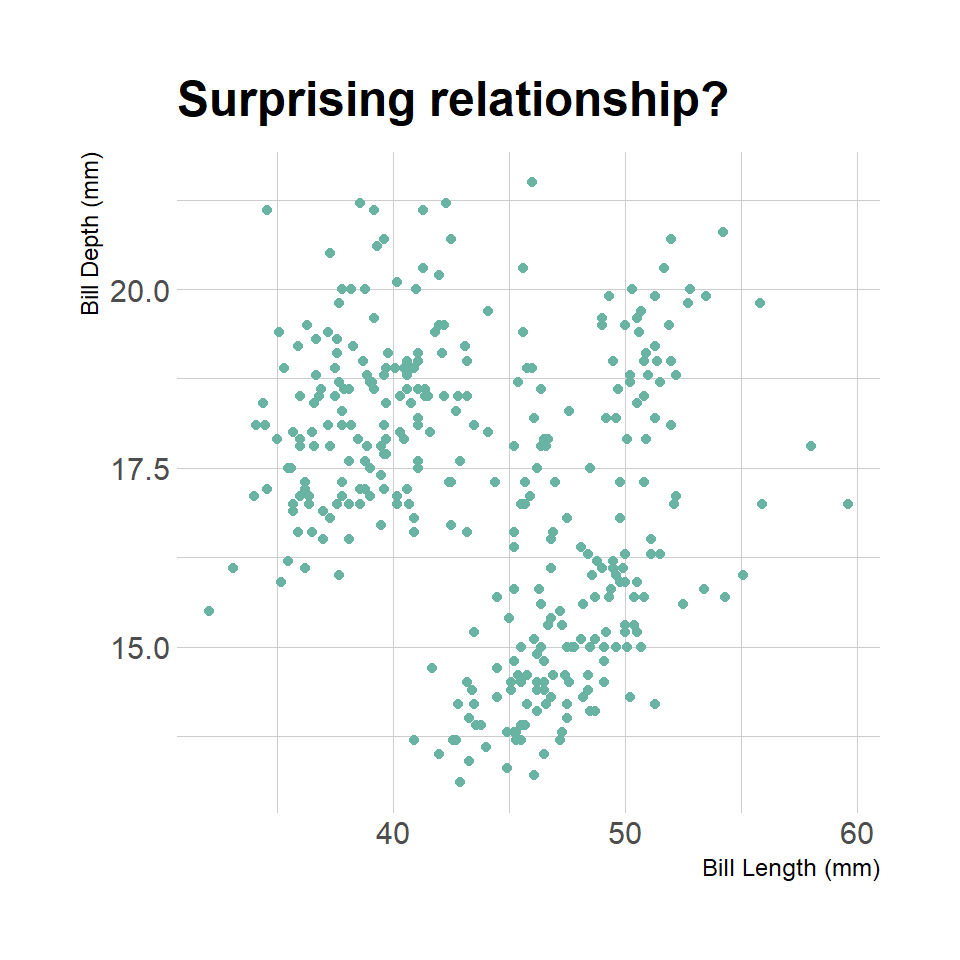 Surprising relationship?
Bill Depth (mm)
20.0
17.5
15.0
40 50 60
Bill Length (mm)